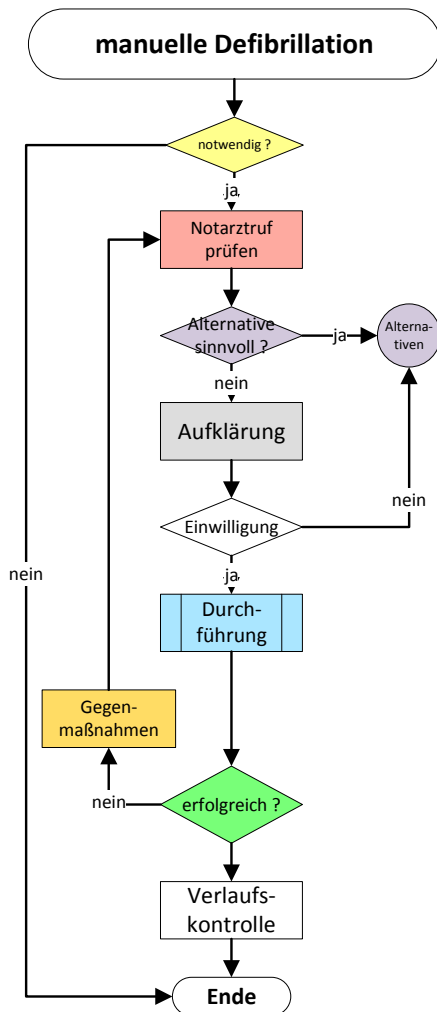 manuelle Defibrillation
notwendig ?
ja
Notarztruf
prüfen
Alternative
sinnvoll ?
ja
Alterna-
tiven
nein
Aufklärung
Einwilligung
nein
ja
nein
Durch-
führung
Gegen-
maßnahmen
erfolgreich ?
nein
Verlaufs-
kontrolle
Ende